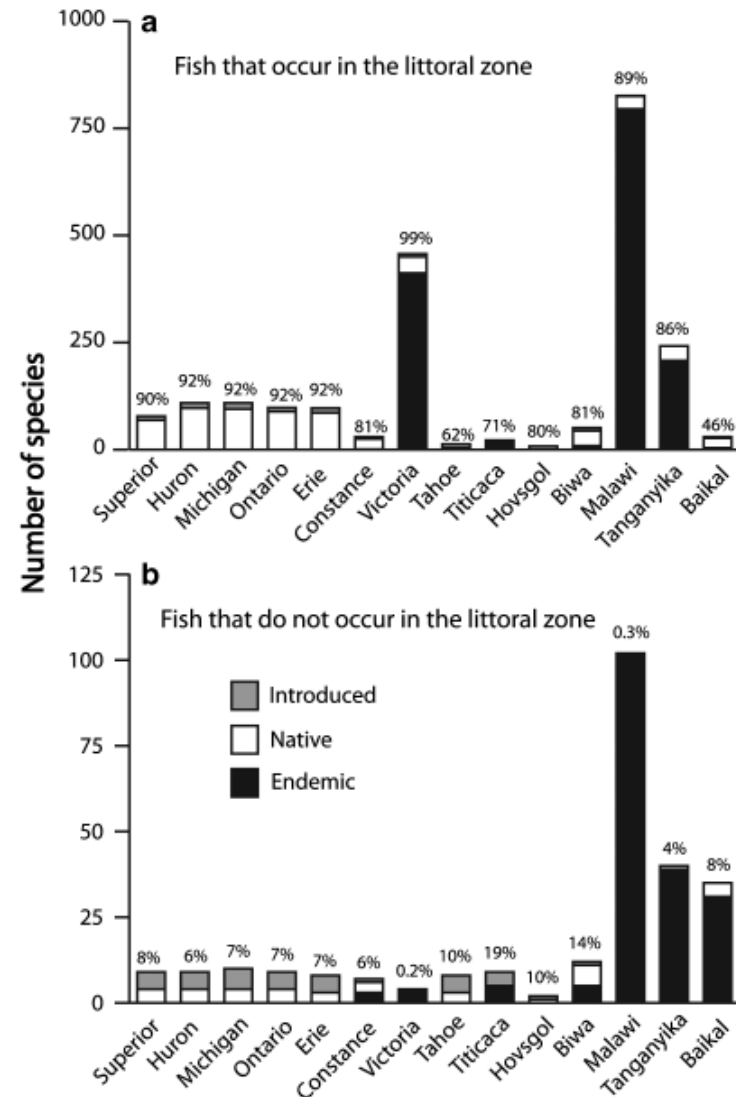 a
Fish that occur in the littoral zone
1000
750
500
250
0
Number of species
90%
92%
92%
92%
92%
81%
99%
62%
71%
80%
81%
89%
86%
46%
Superior
Huron
Michigan
Ontario
Erie
Constance
Victoria
Tahoe
Titicaca
Hovsgol
Biwa
Malawi
Tanganyika
Baikal
b
Fish that do not occur in the littoral zone
125
100
75
50
25
0
Introduced
Native
Endemic
8%
6%
7%
7%
7%
6%
0.2%
10%
19%
10%
14%
0.3%
4%
8%
Superior
Huron
Michigan
Ontario
Erie
Constance
Victoria
Tahoe
Titicaca
Hovsgol
Biwa
Malawi
Tanganyika
Baikal